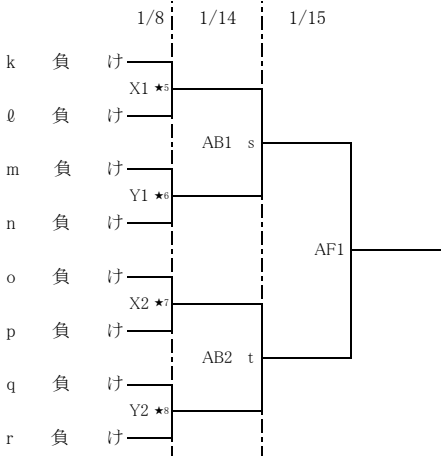 1/8 1/14 1/15
k 負 け
X1 ★5
ℓ 負 け
AB1 s
m 負 け
Y1 ★6
n 負 け
AF1
o 負 け
X2 ★7
p 負 け
AB2 t
q 負 け
Y2 ★8
r 負 け